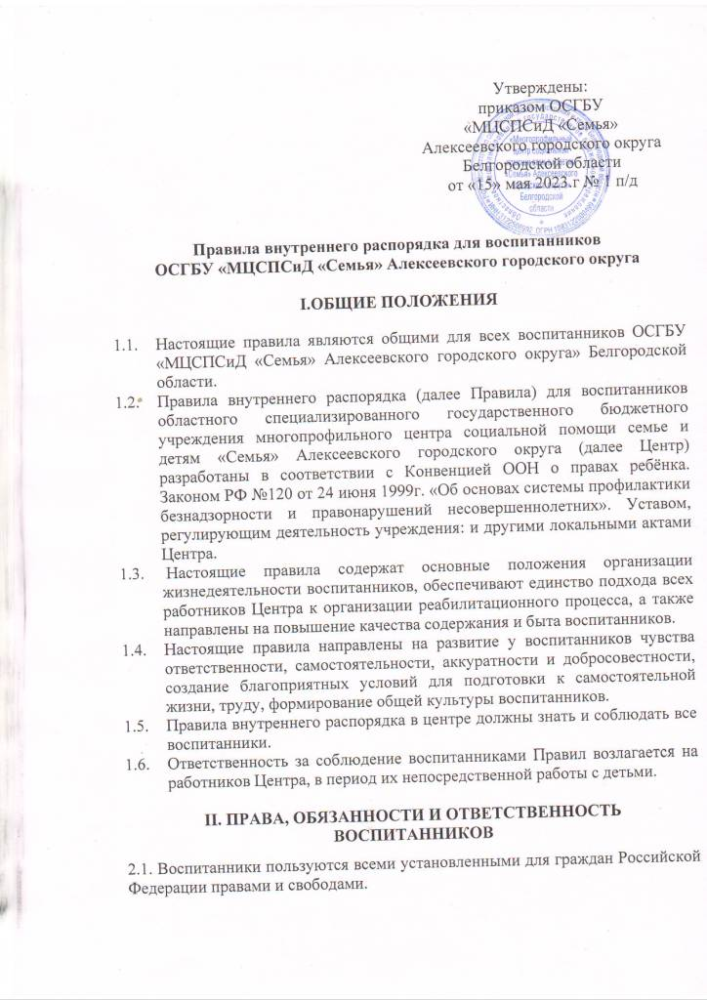 Утверждены:
приказом ОСГБУ
«МЦСПСиД «Семья»
Алексеевского городского округа
Белгородской области
от «15» мая 2023.г № 1 п/д
«Многопрофильный
«Семья» Алексеевского
Белгородской
области
Правила внутреннего распорядка для воспитанников
ОСГБУ «МЦСПСиД «Семья» Алексеевского городского округа
I.ОБЩИЕ ПОЛОЖЕНИЯ
1.1. Настоящие правила являются общими для всех воспитанников ОСГБУ
«МЦСПСиД «Семья» Алексеевского городского округа» Белгородской
области.
1.2. Правила внутреннего распорядка (далее Правила) для воспитанников
областного специализированного государственного бюджетного
учреждения многопрофильного центра социальной помощи семье и
детям «Семья» Алексеевского городского округа (далее Центр)
разработаны в соответствии с Конвенцией ООН о правах ребёнка.
Законом РФ №120 от 24 июня 1999г. «Об основах системы профилактики
безнадзорности и правонарушений несовершеннолетних». Уставом,
регулирующим деятельность учреждения: и другими локальными актами
Центра.
1.3. Настоящие правила содержат основные положения организации
жизнедеятельности воспитанников, обеспечивают единство подхода всех
работников Центра к организации реабилитационного процесса, а также
направлены на повышение качества содержания и быта воспитанников.
1.4. Настоящие правила направлены на развитие у воспитанников чувства
ответственности, самостоятельности, аккуратности и добросовестности,
создание благоприятных условий для подготовки к самостоятельной
жизни, труду, формирование общей культуры воспитанников.
1.5. Правила внутреннего распорядка в центре должны знать и соблюдать все
воспитанники.
1.6. Ответственность за соблюдение воспитанниками Правил возлагается на
работников Центра, в период их непосредственной работы с детьми.
II. ПРАВА, ОБЯЗАННОСТИ И ОТВЕТСТВЕННОСТЬ
ВОСПИТАННИКОВ
2.1. Воспитанники пользуются всеми установленными для граждан Российской
Федерации правами и свободами.